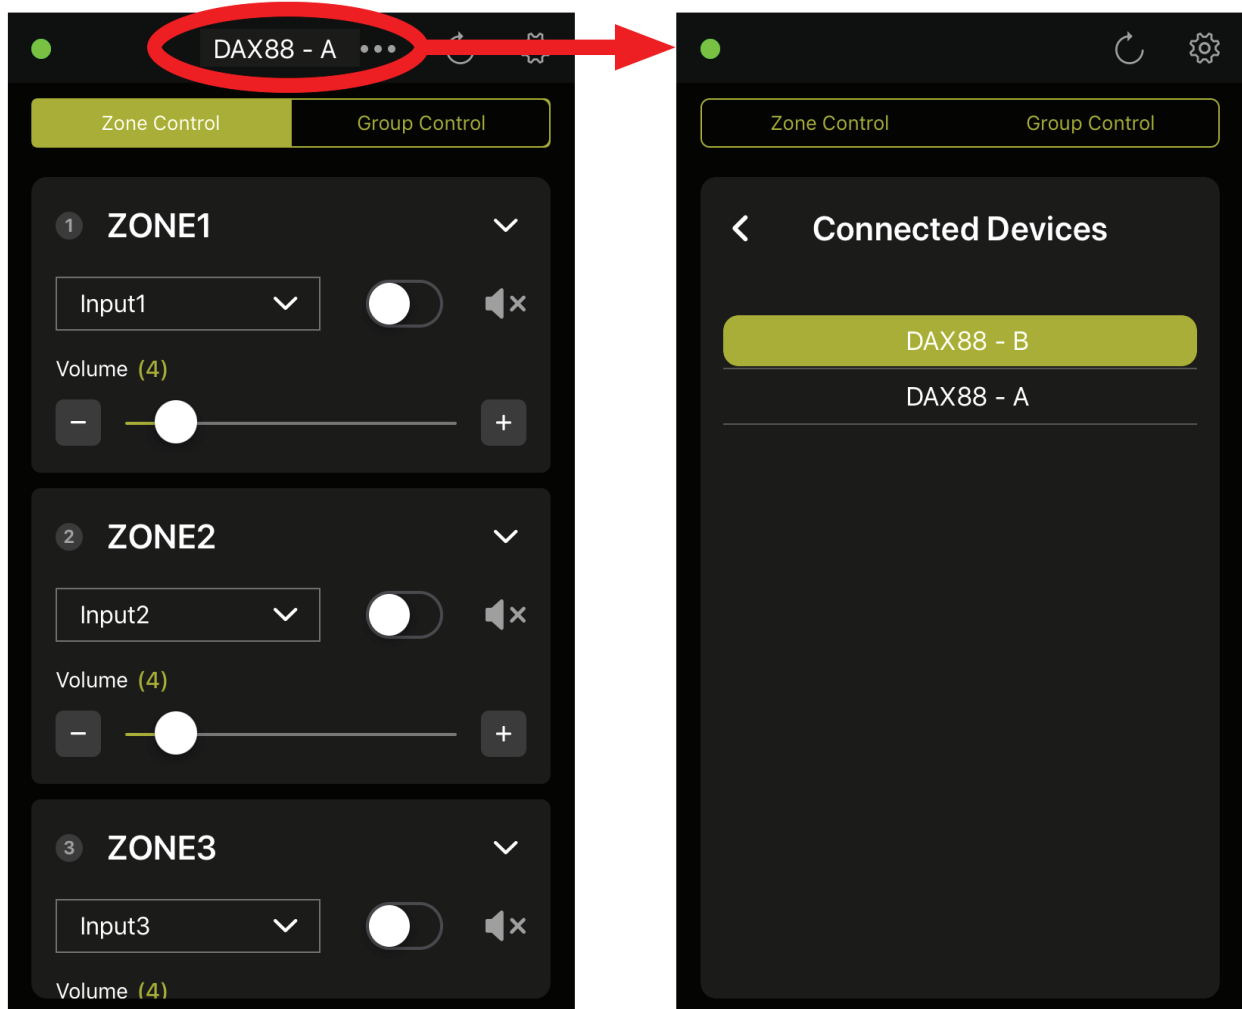 DAX88 - A
Zone Control
Group Control
1
ZONE1
Input1
Volume (4)
2
ZONE2
Input2
Volume (4)
3
ZONE3
Input3
Volume (4)
Zone Control
Group Control
Connected Devices
DAX88 - B
DAX88 - A